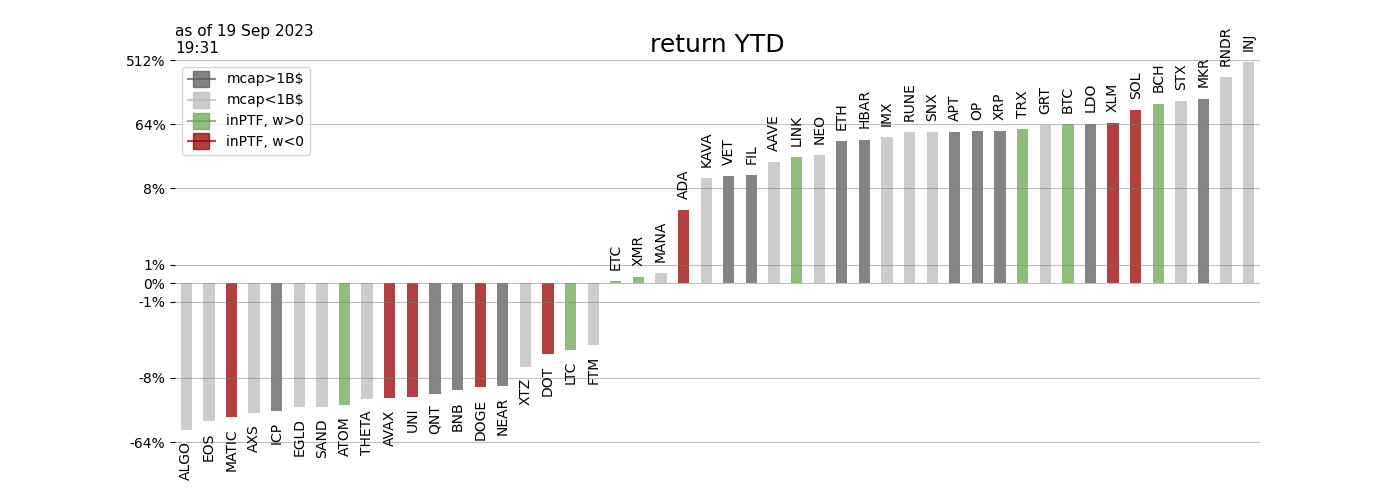 as of 19 Sep 2023
19:31
return YTD
512%
64%
8%
1%
0%
-1%
-8%
-64%
mcap>1B$
mcap<1B$
inPTF, w>0
inPTF, w<0
ALGO
EOS
MATIC
AXS
ICP
EGLD
SAND
ATOM
THETA
AVAX
UNI
QNT
BNB
DOGE
NEAR
XTZ
DOT
LTC
FTM
ETC
XMR
MANA
ADA
KAVA
VET
FIL
AAVE
LINK
NEO
ETH
HBAR
IMX
RUNE
SNX
APT
OP
XRP
TRX
GRT
BTC
LDO
XLM
SOL
BCH
STX
MKR
RNDR
INJ